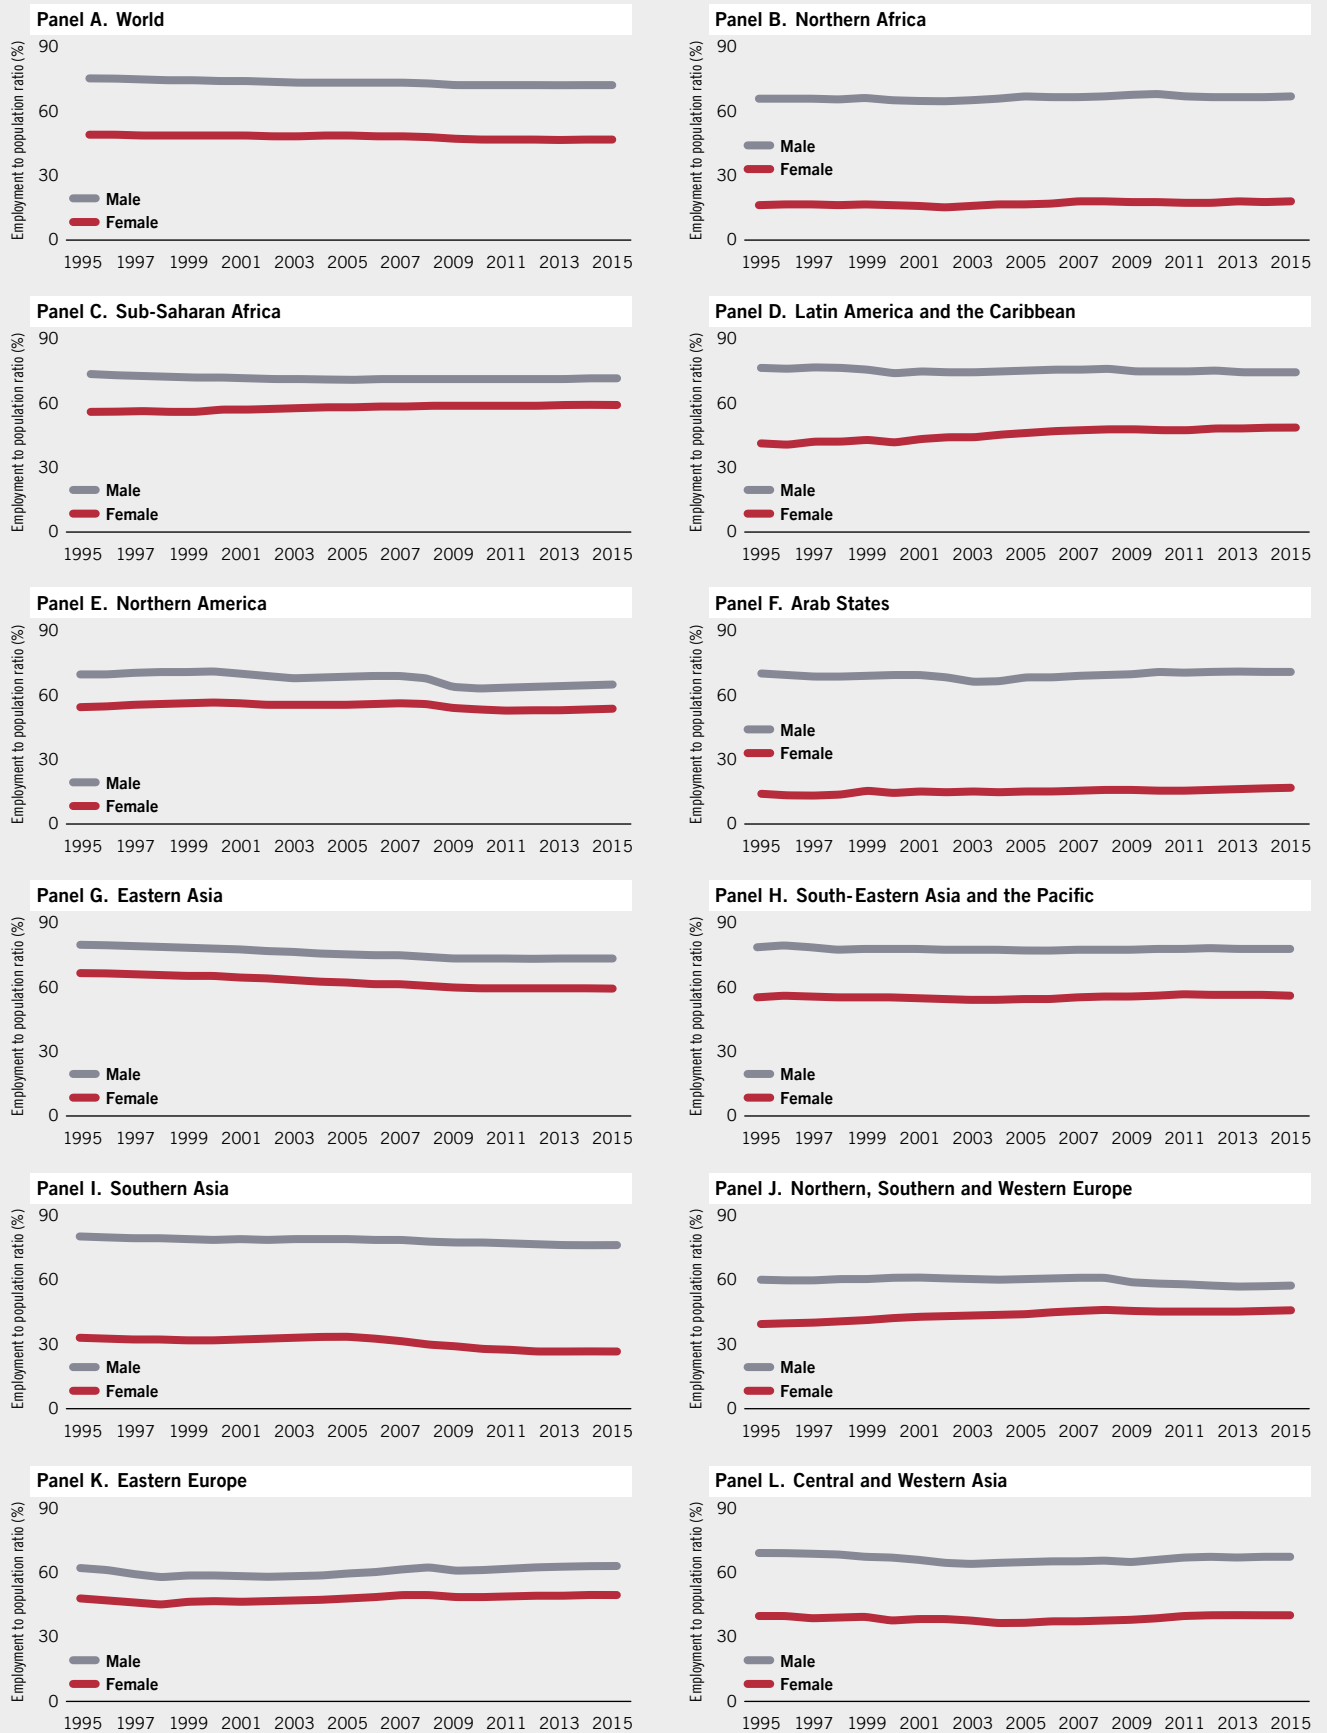 Panel A. World
Employment to population ratio (%)
90
60
30
0
Male
Female
1995 1997 1999 2001 2003 2005 2007 2009 2011 2013 2015
Panel B. Northern Africa
Employment to population ratio (%)
90
60
30
0
Male
Female
1995 1997 1999 2001 2003 2005 2007 2009 2011 2013 2015
Panel C. Sub-Saharan Africa
Employment to population ratio (%)
90
60
30
0
Male
Female
1995 1997 1999 2001 2003 2005 2007 2009 2011 2013 2015
Panel D. Latin America and the Caribbean
Employment to population ratio (%)
90
60
30
0
Male
Female
1995 1997 1999 2001 2003 2005 2007 2009 2011 2013 2015
Panel E. Northern America
Employment to population ratio (%)
90
60
30
0
Male
Female
1995 1997 1999 2001 2003 2005 2007 2009 2011 2013 2015
Panel F. Arab States
Employment to population ratio (%)
90
60
30
0
Male
Female
1995 1997 1999 2001 2003 2005 2007 2009 2011 2013 2015
Panel G. Eastern Asia
Employment to population ratio (%)
90
60
30
0
Male
Female
1995 1997 1999 2001 2003 2005 2007 2009 2011 2013 2015
Panel H. South-Eastern Asia and the Pacific
Employment to population ratio (%)
90
60
30
0
Male
Female
1995 1997 1999 2001 2003 2005 2007 2009 2011 2013 2015
Panel I. Southern Asia
Employment to population ratio (%)
90
60
30
0
Male
Female
1995 1997 1999 2001 2003 2005 2007 2009 2011 2013 2015
Panel J. Northern, Southern and Western Europe
Employment to population ratio (%)
90
60
30
0
Male
Female
1995 1997 1999 2001 2003 2005 2007 2009 2011 2013 2015
Panel K. Eastern Europe
Employment to population ratio (%)
90
60
30
0
Male
Female
1995 1997 1999 2001 2003 2005 2007 2009 2011 2013 2015
Panel L. Central and Western Asia
Employment to population ratio (%)
90
60
30
0
Male
Female
1995 1997 1999 2001 2003 2005 2007 2009 2011 2013 2015